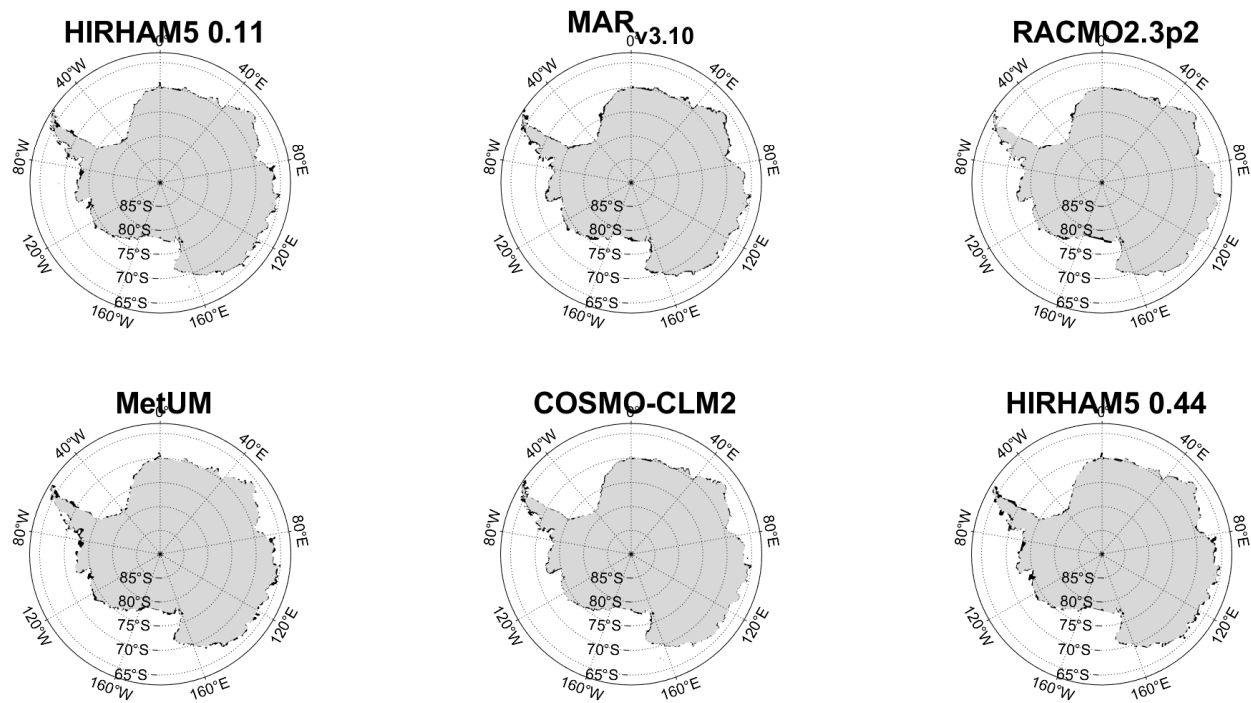 HIRHAM5 0.11
0°
40°W
40°E
80°W
80°E
85°S
80°S
75°S
70°S
65°S
120°W
120°E
160°W
160°E
MARv3.10
0°
40°W
40°E
80°W
80°E
85°S
80°S
75°S
70°S
65°S
120°W
120°E
160°W
160°E
RACMO2.3p2
0°
40°W
40°E
80°W
80°E
85°S
80°S
75°S
70°S
65°S
120°W
120°E
160°W
160°E
MetUM
0°
40°W
40°E
80°W
80°E
85°S
80°S
75°S
70°S
65°S
120°W
120°E
160°W
160°E
COSMO-CLM2
0°
40°W
40°E
80°W
80°E
85°S
80°S
75°S
70°S
65°S
120°W
120°E
160°W
160°E
HIRHAM5 0.44
0°
40°W
40°E
80°W
80°E
85°S
80°S
75°S
70°S
65°S
120°W
120°E
160°W
160°E